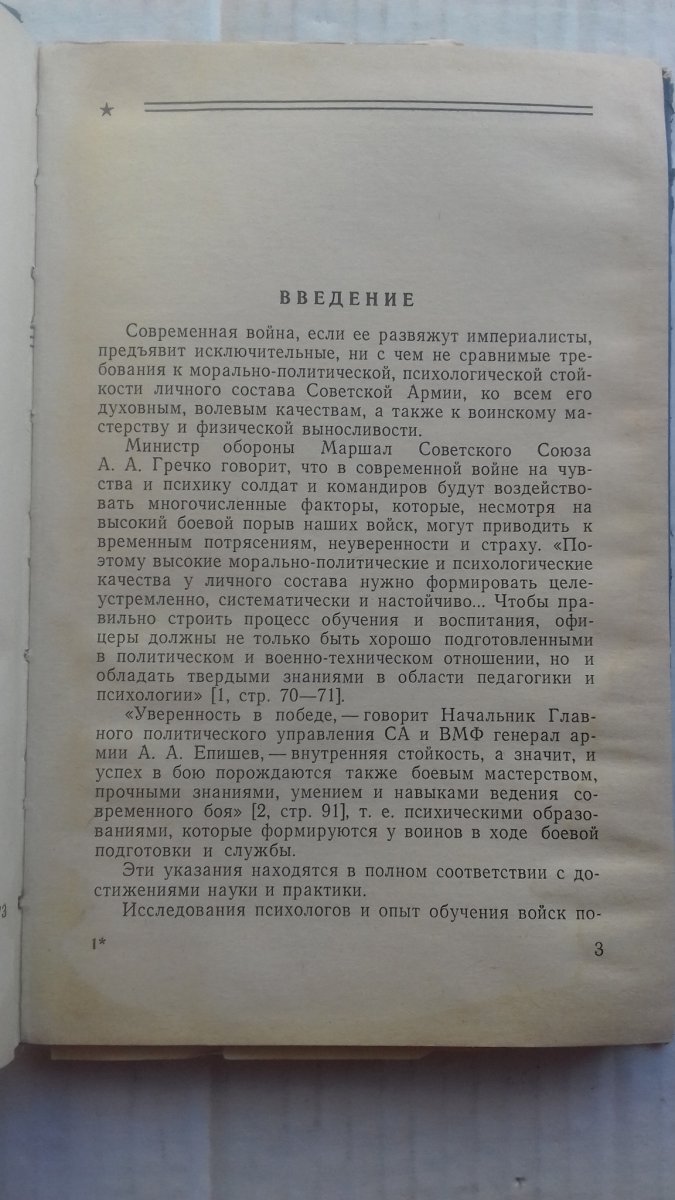 ★
ВВЕДЕНИЕ
Современная война, если ее развяжут империалисты,
предъявит исключительные, ни с чем не сравнимые тре-
бования к морально-политической, психологической стой-
кости личного состава Советской Армии, ко всем его
духовным, волевым качествам, а также к воинскому ма-
стерству и физической выносливости.
Министр обороны Маршал Советского Союза
А. А. Гречко говорит, что в современной войне на чув-
ства и психику солдат и командиров будут воздейство-
вать многочисленные факторы, которые, несмотря на
высокий боевой порыв наших войск, могут приводить к
временным потрясениям, неуверенности и страху. «По-
этому высокие морально-политические и психологические
качества у личного состава нужно формировать целе-
устремленно, систематически и настойчиво... Чтобы пра-
вильно строить процесс обучения и воспитания, офи-
церы должны не только быть хорошо подготовленными
в политическом и военно-техническом отношении, но и
обладать твердыми знаниями в области педагогики и
психологии» [1, стр. 70—71].
«Уверенность в победе, — говорит Начальник Глав-
ного политического управления СА и ВМФ генерал ар-
мии А. А. Епишев, — внутренняя стойкость, а значит, и
успех в бою порождаются также боевым мастерством,
прочными знаниями, умением и навыками ведения со-
временного боя» [2, стр. 91], т. е. психическими образо-
ваниями, которые формируются у воинов в ходе боевой
подготовки и службы.
Эти указания находятся в полном соответствии с до-
стижениями науки и практики.
Исследования психологов и опыт обучения войск по-
1*
3